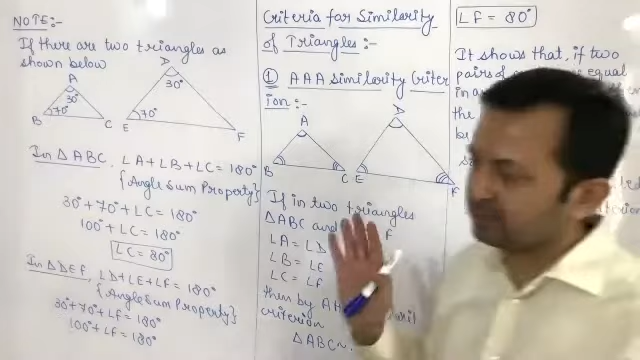 NOTE:-
If there are two triangles as
shown below
A
30°
70°
B
C
D
30°
70°
E
F
In ΔABC, ∠A+∠B+∠C=180°
{Angle Sum Property}
30°+70°+∠C=180°
100°+∠C=180°
∠C=80°
In ΔDEF, ∠D+∠E+∠F=180°
{Angle Sum Property}
30°+70°+∠F=180°
100°+∠F=180°
Criteria for Similarity
of Triangles:-
① AAA Similarity Criter
ion:-
A
B
C
D
E
F
If in two triangles
ΔABC and F
∠A=∠D
∠B=∠E
∠C=∠F
then by
criterion
ΔABC~
∠F=80°
It shows that, if two
pairs of equal
in
the
be